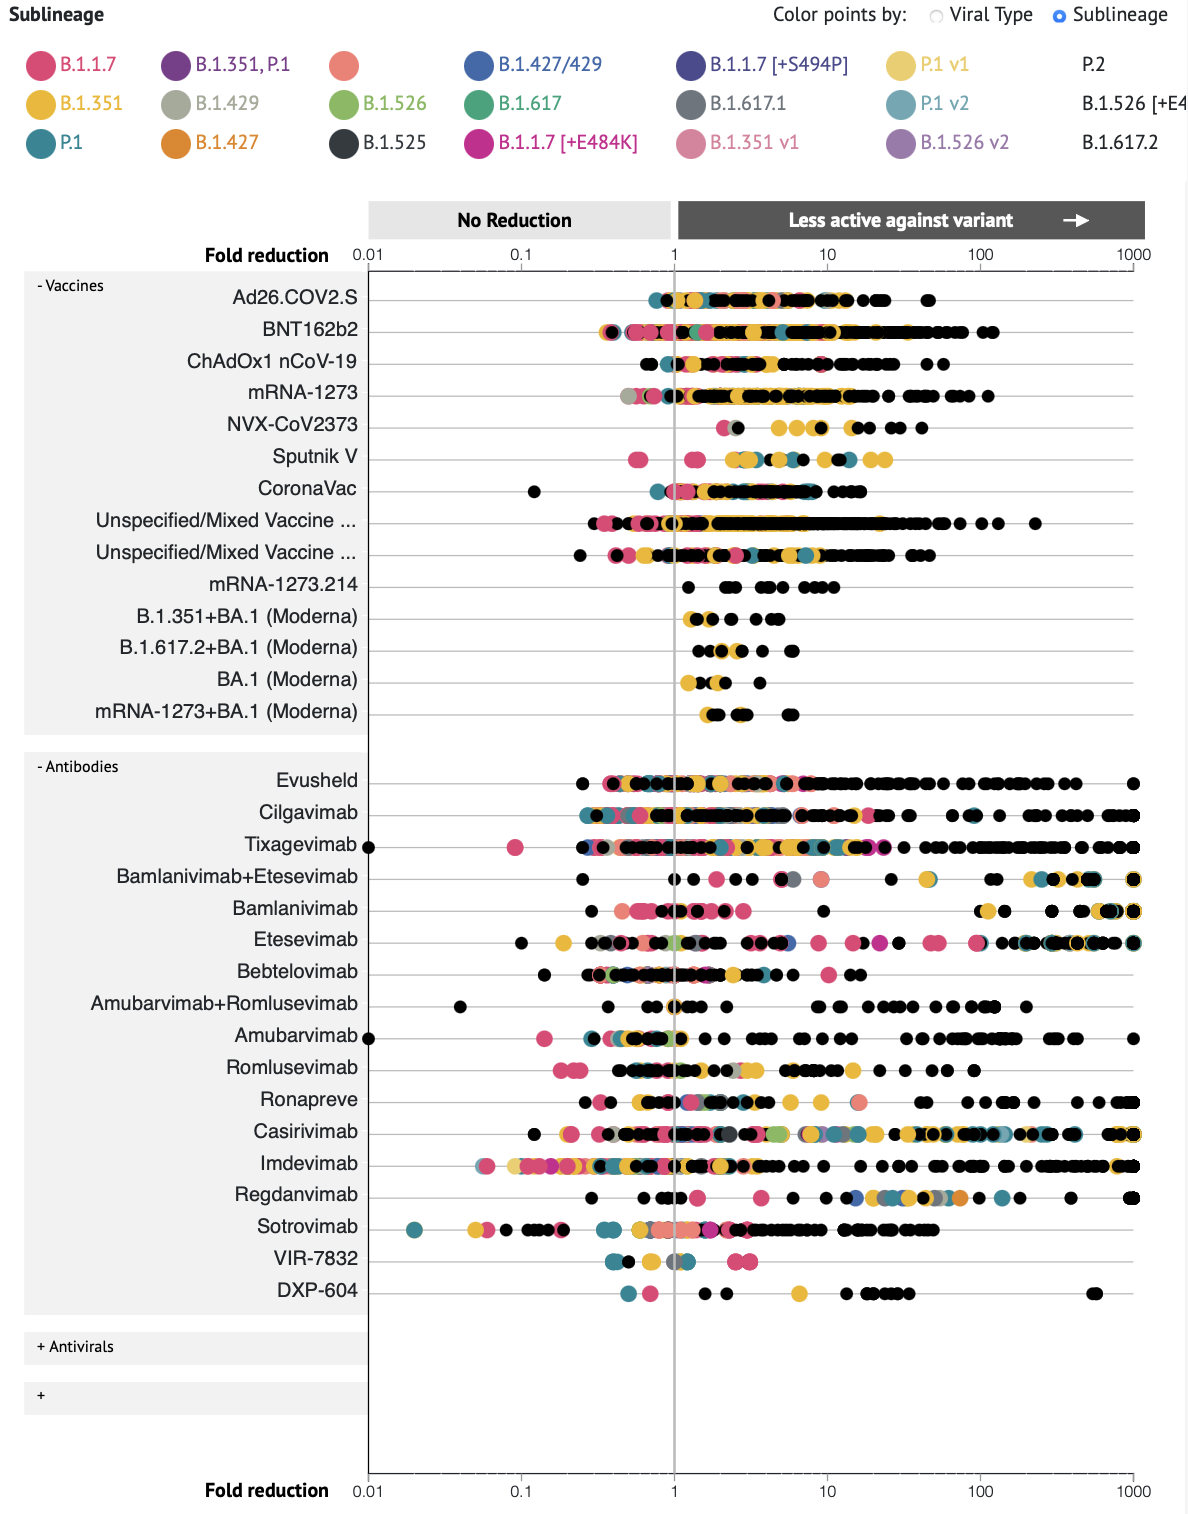 Sublineage
Color points by: Viral Type Sublineage
B.1.1.7 B.1.351, P.1 B.1.427/429 B.1.1.7 [+S494P] P.1 v1 P.2
B.1.351 B.1.429 B.1.526 B.1.617 B.1.617.1 P.1 v2 B.1.526 [+E4
P.1 B.1.427 B.1.525 B.1.1.7 [+E484K] B.1.351 v1 B.1.526 v2 B.1.617.2
No Reduction Less active against variant →
Fold reduction 0.01 0.1 1 10 100 1000
- Vaccines
Ad26.COV2.S
BNT162b2
ChAdOx1 nCoV-19
mRNA-1273
NVX-CoV2373
Sputnik V
CoronaVac
Unspecified/Mixed Vaccine ...
Unspecified/Mixed Vaccine ...
mRNA-1273.214
B.1.351+BA.1 (Moderna)
B.1.617.2+BA.1 (Moderna)
BA.1 (Moderna)
mRNA-1273+BA.1 (Moderna)
- Antibodies
Evusheld
Cilgavimab
Tixagevimab
Bamlanivimab+Etesevimab
Bamlanivimab
Etesevimab
Bebtelovimab
Amubarvimab+Romlusevimab
Amubarvimab
Romlusevimab
Ronapreve
Casirivimab
Imdevimab
Regdanvimab
Sotrovimab
VIR-7832
DXP-604
+ Antivirals
+
Fold reduction 0.01 0.1 1 10 100 1000